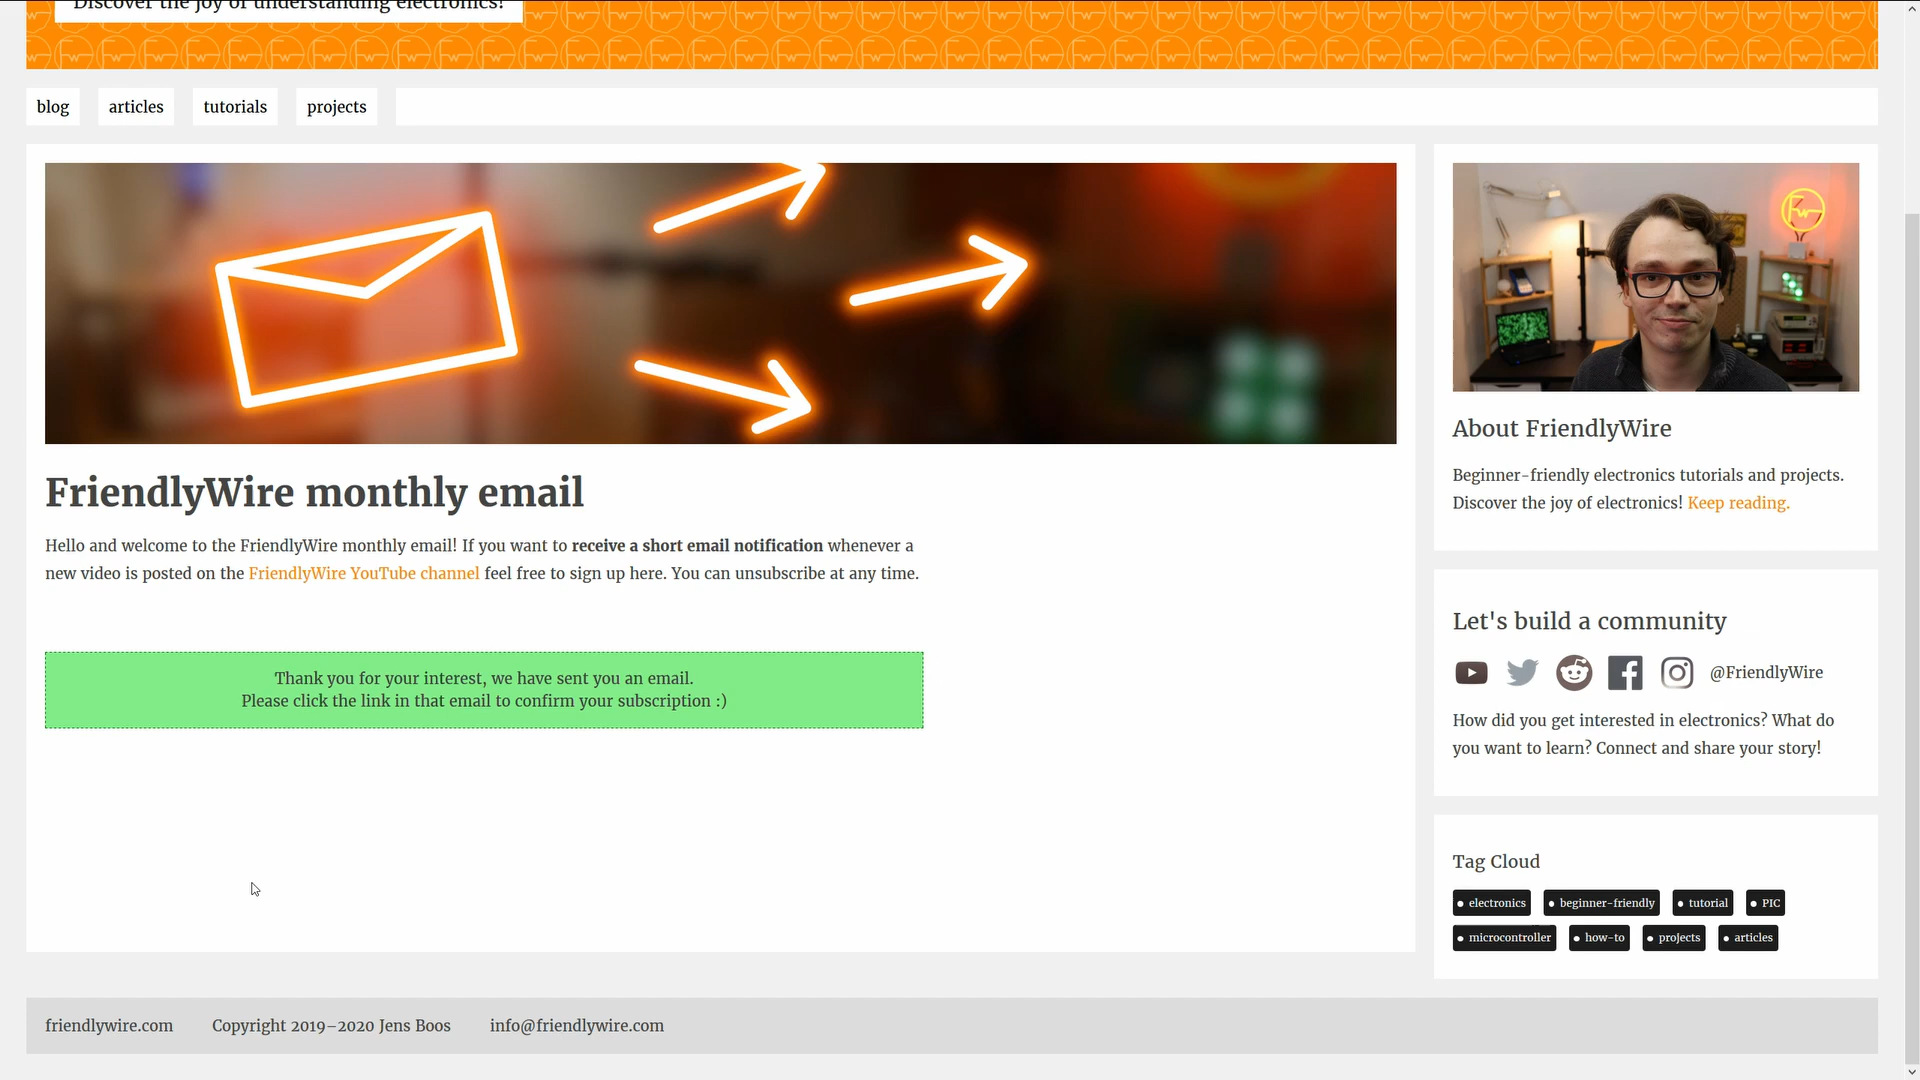 Discover the joy of understanding electronics!
blog
articles
tutorials
projects
FriendlyWire monthly email
Hello and welcome to the FriendlyWire monthly email! If you want to receive a short email notification whenever a
new video is posted on the FriendlyWire YouTube channel feel free to sign up here. You can unsubscribe at any time.
Thank you for your interest, we have sent you an email.
Please click the link in that email to confirm your subscription :)
Fw
About FriendlyWire
Beginner-friendly electronics tutorials and projects.
Discover the joy of electronics! Keep reading.
Let's build a community
@FriendlyWire
How did you get interested in electronics? What do
you want to learn? Connect and share your story!
Tag Cloud
electronics
beginner-friendly
tutorial
PIC
microcontroller
how-to
projects
articles
friendlywire.com
Copyright 2019–2020 Jens Boos
info@friendlywire.com